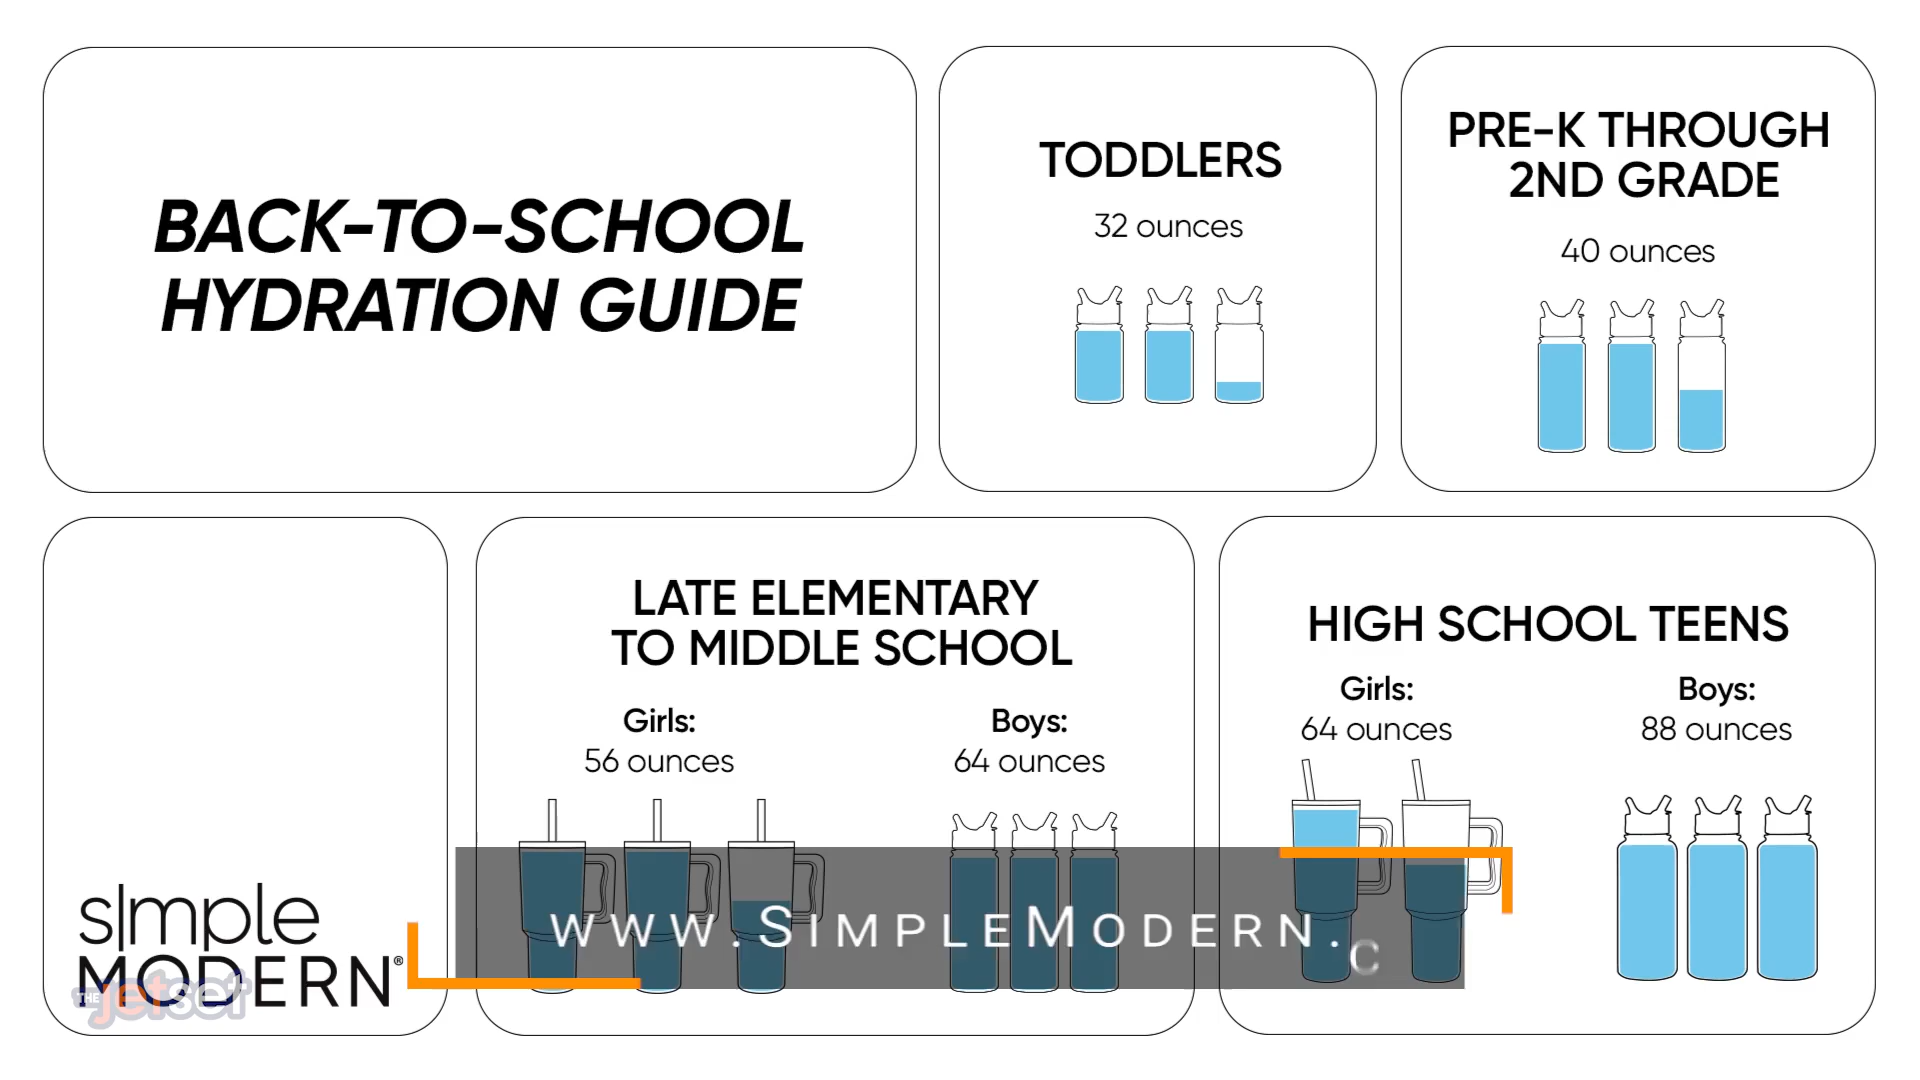 BACK-TO-SCHOOL
HYDRATION GUIDE
TODDLERS
32 ounces
PRE-K THROUGH
2ND GRADE
40 ounces
LATE ELEMENTARY
TO MIDDLE SCHOOL
Girls:
56 ounces
Boys:
64 ounces
HIGH SCHOOL TEENS
Girls:
64 ounces
Boys:
88 ounces
simple
MODERN®
THE jetset
www.SimpleModern.c